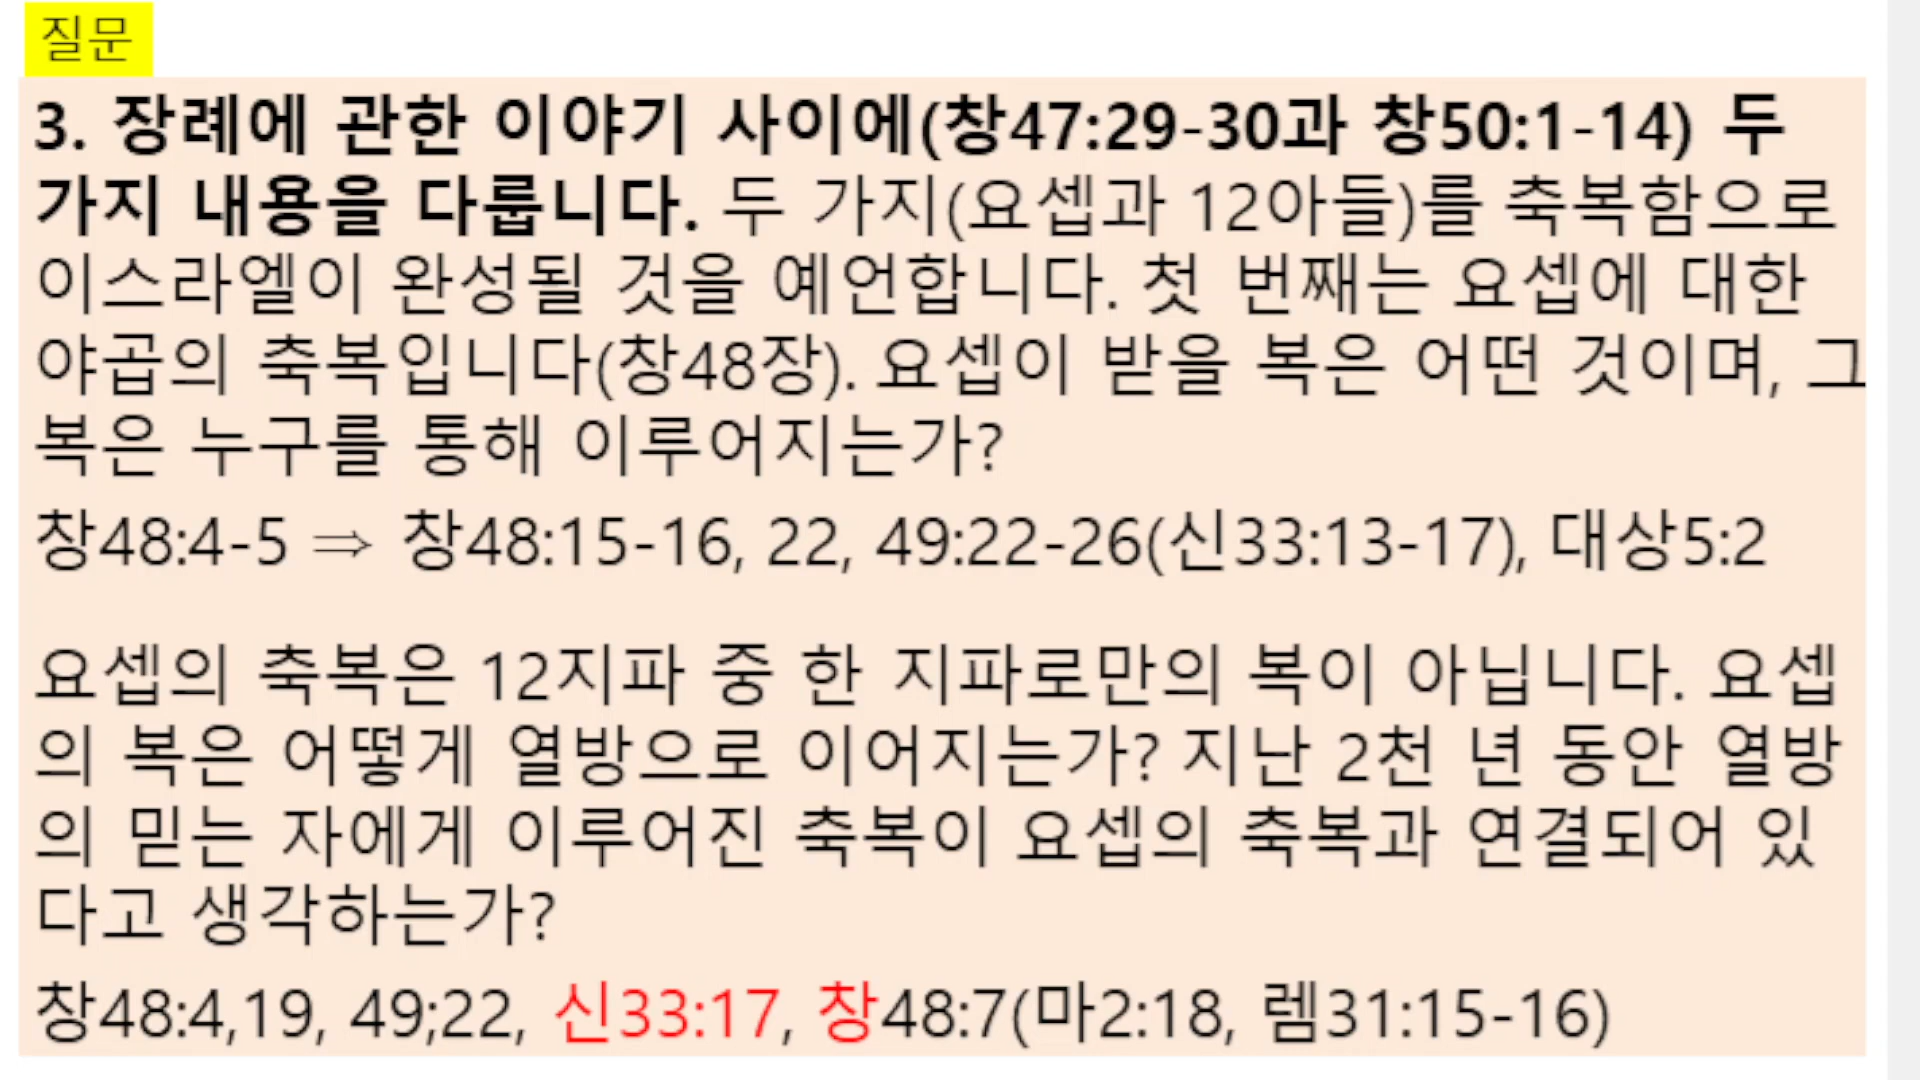 질문
3. 장례에 관한 이야기 사이에(창47:29-30과 창50:1-14) 두
가지 내용을 다룹니다. 두 가지(요셉과 12아들)를 축복함으로
이스라엘이 완성될 것을 예언합니다. 첫 번째는 요셉에 대한
야곱의 축복입니다(창48장). 요셉이 받을 복은 어떤 것이며, 그
복은 누구를 통해 이루어지는가?
창48:4-5 ⇒ 창48:15-16, 22, 49:22-26(신33:13-17), 대상5:2
요셉의 축복은 12지파 중 한 지파로만의 복이 아닙니다. 요셉
의 복은 어떻게 열방으로 이어지는가? 지난 2천 년 동안 열방
의 믿는 자에게 이루어진 축복이 요셉의 축복과 연결되어 있
다고 생각하는가?
창48:4,19, 49;22, 신33:17, 창48:7(마2:18, 렘31:15-16)